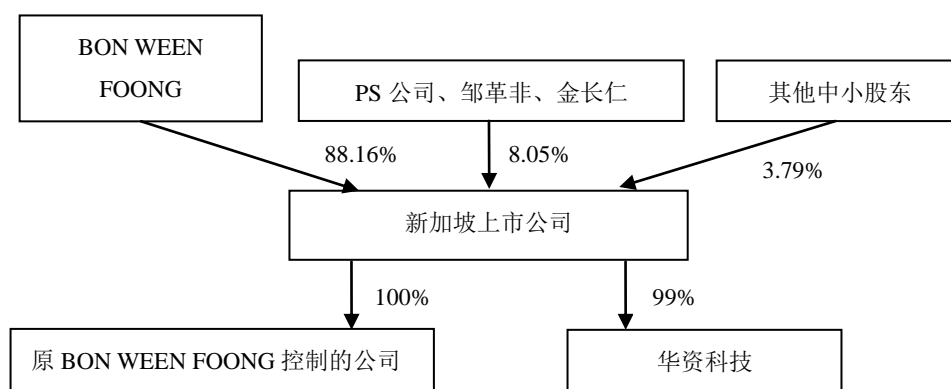 BON WEEN
FOONG
PS 公司、邹革非、金长仁
其他中小股东
88.16%
8.05%
3.79%
新加坡上市公司
100%
99%
原 BON WEEN FOONG 控制的公司
华资科技